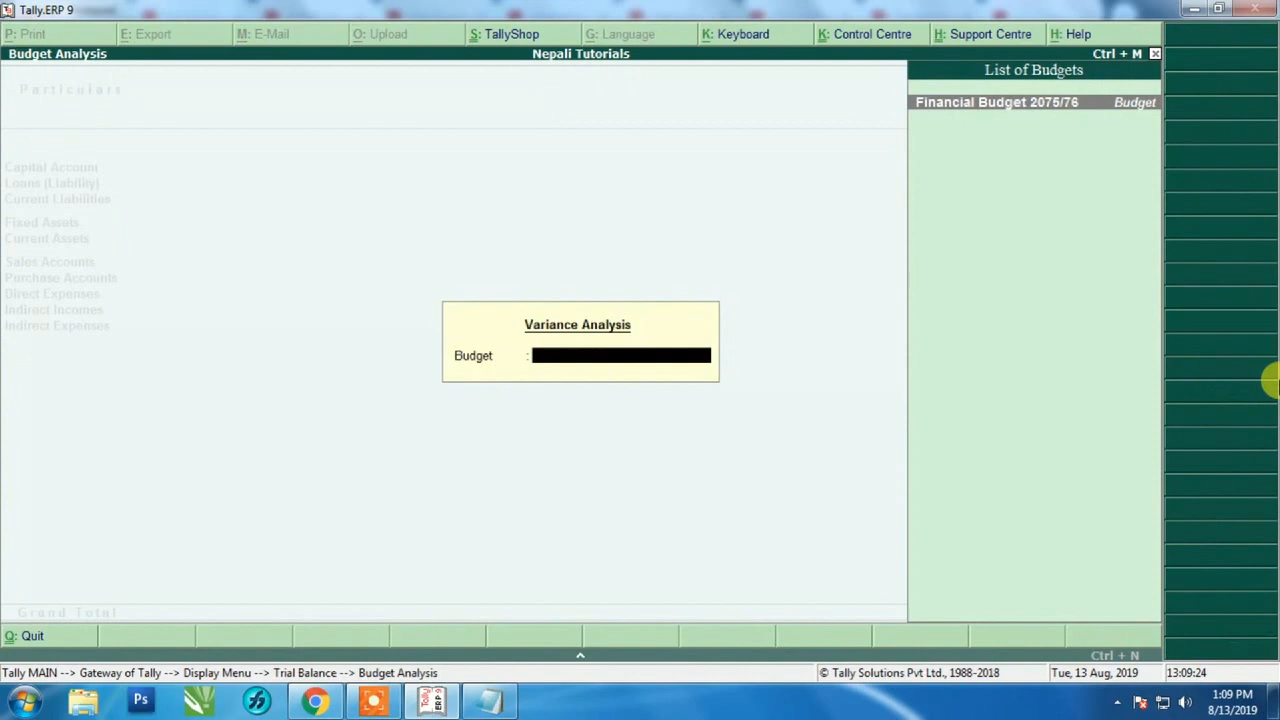 Tally.ERP 9
P: Print
E: Export
M: E-Mail
O: Upload
S: TallyShop
G: Language
K: Keyboard
K: Control Centre
H: Support Centre
H: Help
Budget Analysis
Nepali Tutorials
Ctrl + M
List of Budgets
Particulars
Financial Budget 2075/76 Budget
Capital Account
Loans (Liability)
Current Liabilities
Fixed Assets
Current Assets
Sales Accounts
Purchase Accounts
Direct Expenses
Indirect Incomes
Indirect Expenses
Variance Analysis
Budget :
Grand Total
Q: Quit
Ctrl + N
Tally MAIN --> Gateway of Tally --> Display Menu --> Trial Balance --> Budget Analysis
© Tally Solutions Pvt Ltd., 1988-2018
Tue, 13 Aug, 2019
13:09:24
Ps
Tally
ERP 9
1:09 PM
8/13/2019